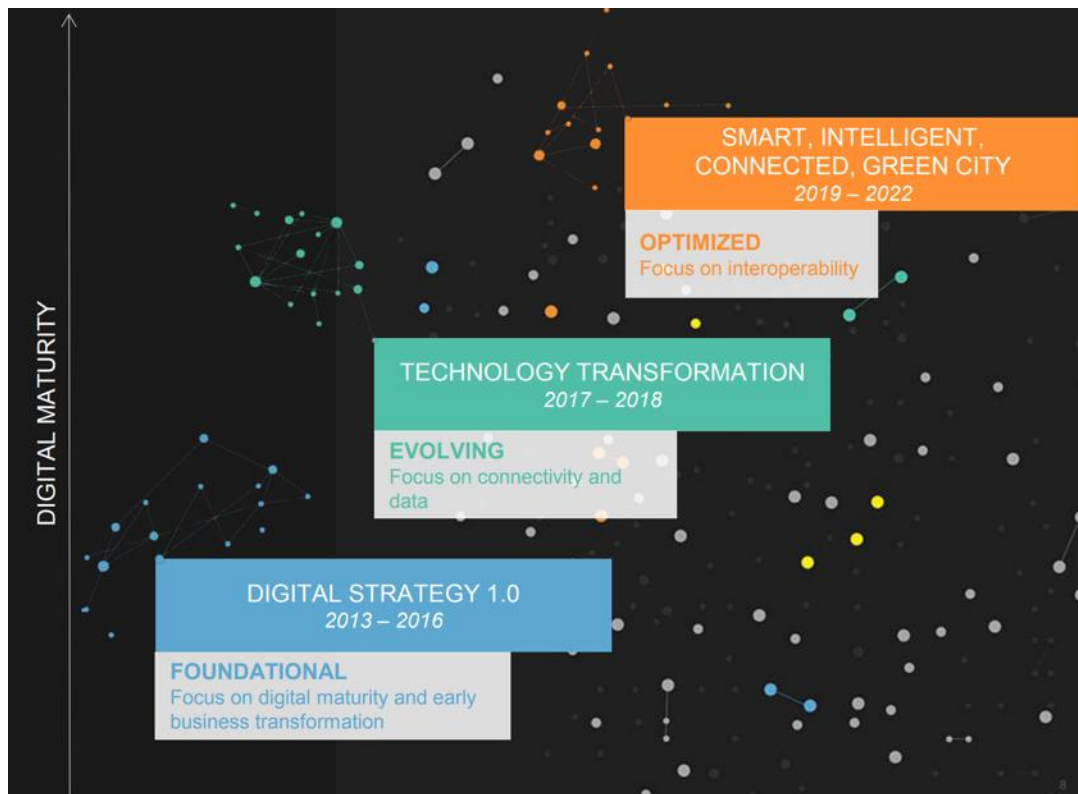 DIGITAL MATURITY
SMART, INTELLIGENT,
CONNECTED, GREEN CITY
2019 – 2022
OPTIMIZED
Focus on interoperability
TECHNOLOGY TRANSFORMATION
2017 – 2018
EVOLVING
Focus on connectivity and
data
DIGITAL STRATEGY 1.0
2013 – 2016
FOUNDATIONAL
Focus on digital maturity and early
business transformation
8